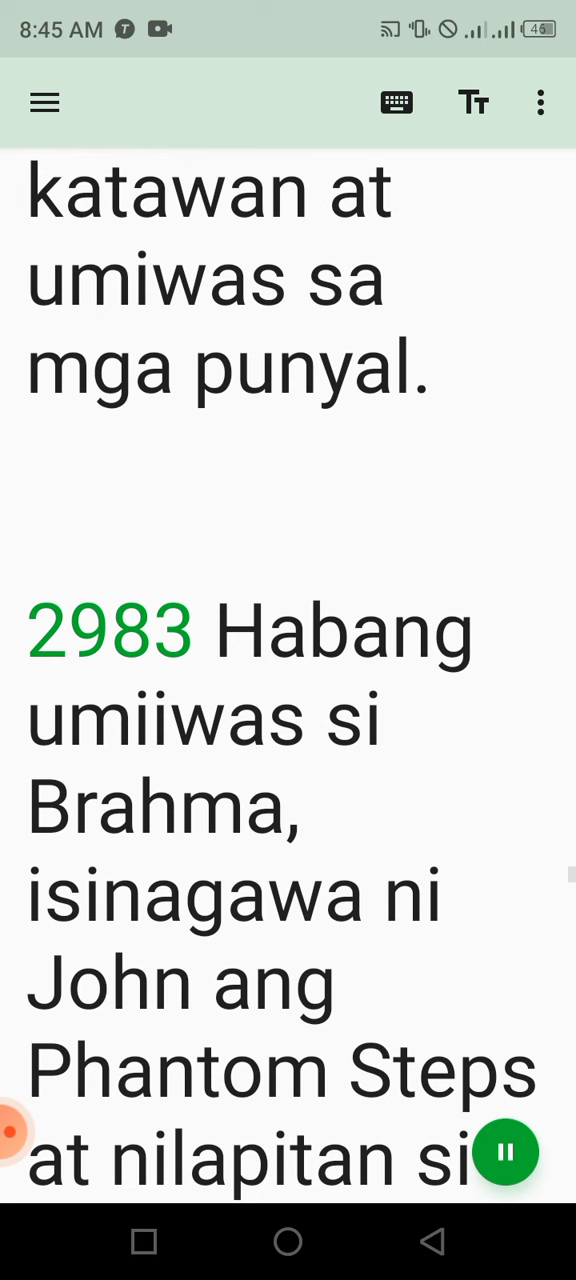 8:45 AM
46
katawan at
umiwas sa
mga punyal.
2983 Habang
umiiwas si
Brahma,
isinagawa ni
John ang
Phantom Steps
at nilapitan si